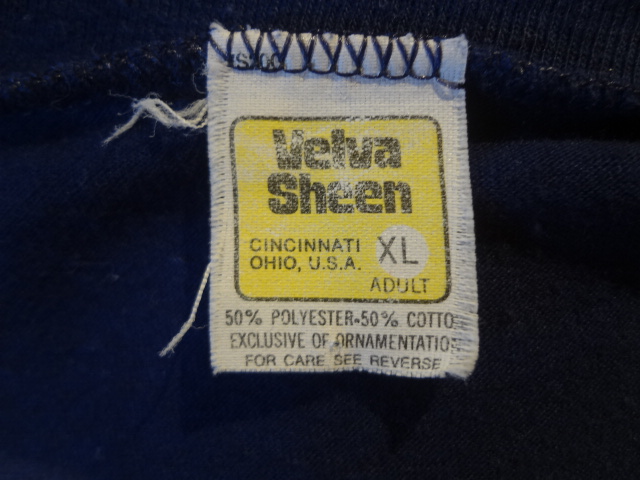 Velva
Sheen
CINCINNATI
OHIO, U.S.A.
XL
ADULT
50% POLYESTER-50% COTTO
EXCLUSIVE OF ORNAMENTATIO
FOR CARE SEE REVERSE